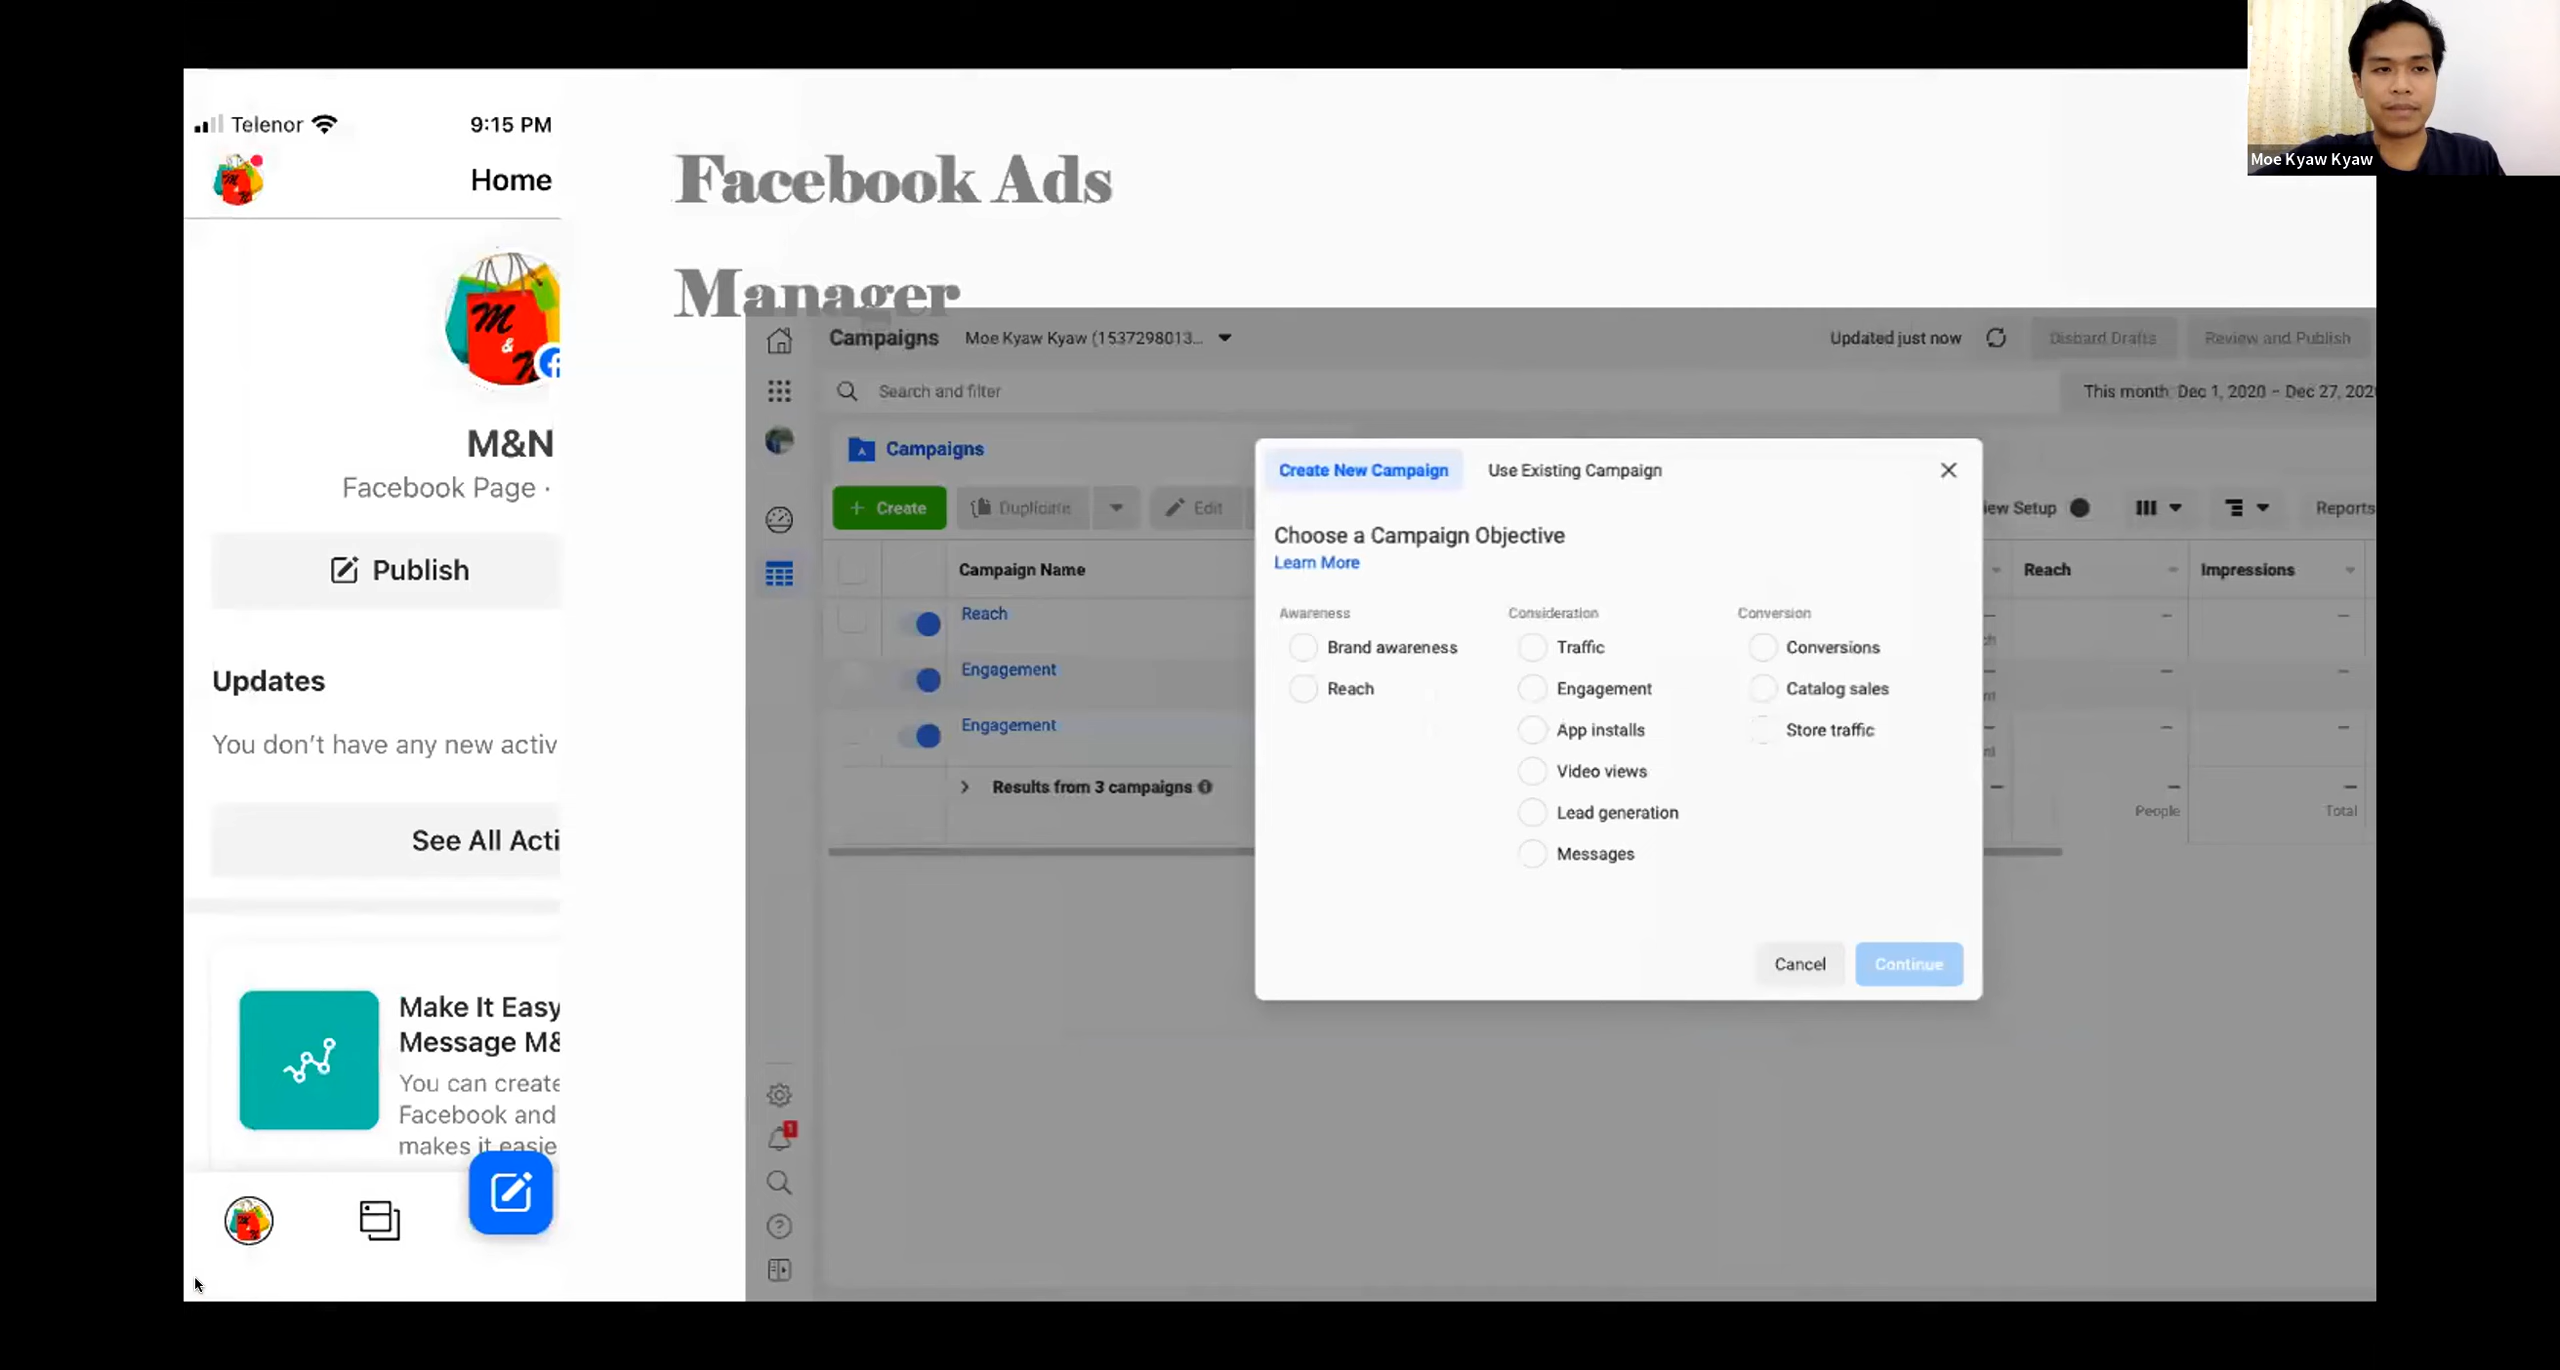 Telenor 9:15 PM
Home
M
&
M&N
Facebook Page ·
Publish
Updates
You don't have any new activ
See All Acti
Make It Easy
Message M&
You can create
Facebook and
makes it easie
Facebook Ads
Manager
Campaigns Moe Kyaw Kyaw (1537298013... Updated just now Disbard Drafts Review and Publish
Search and filter This month: Dec 1, 2020 – Dec 27, 202
Campaigns
+ Create Duplicate Edit iew Setup Reports
Campaign Name Reach Impressions
Reach
Engagement
Engagement
Results from 3 campaigns
People Total
1
Create New Campaign Use Existing Campaign
Choose a Campaign Objective
Learn More
Awareness Consideration Conversion
Brand awareness Traffic Conversions
Reach Engagement Catalog sales
App installs Store traffic
Video views
Lead generation
Messages
Cancel Continue
Moe Kyaw Kyaw